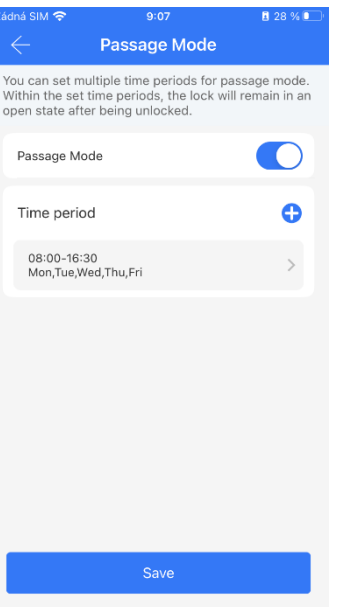 žádná SIM 9:07 28 %
Passage Mode
You can set multiple time periods for passage mode.
Within the set time periods, the lock will remain in an
open state after being unlocked.
Passage Mode
Time period
08:00-16:30
Mon,Tue,Wed,Thu,Fri
Save